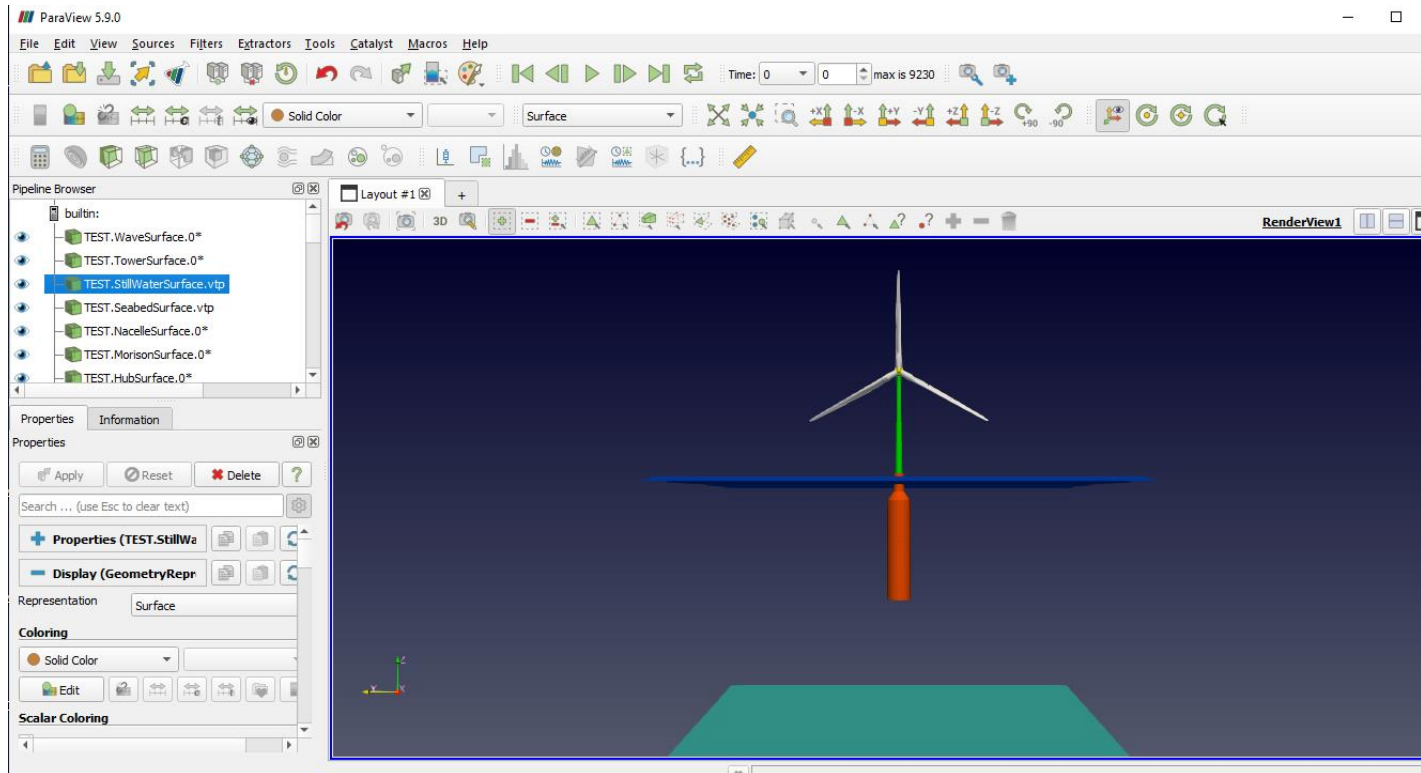 ParaView 5.9.0
File Edit View Sources Filters Extractors Tools Catalyst Macros Help
Time: 0 0 max is 9230
Solid Color Surface +X -X +Y -Y +Z -Z +90 -90
{...}
Pipeline Browser
Layout #1 +
builtin:
3D
RenderView1
TEST.WaveSurface.0*
TEST.TowerSurface.0*
TEST.StillWaterSurface.vtp
TEST.SeabedSurface.vtp
TEST.NacelleSurface.0*
TEST.MorisonSurface.0*
TEST.HubSurface.0*
Properties Information
Properties
Apply Reset Delete ?
Search ... (use Esc to clear text)
Properties (TEST.StillWa
Display (GeometryRepr
Representation Surface
Coloring
Solid Color
Edit
Scalar Coloring
Z
Y X